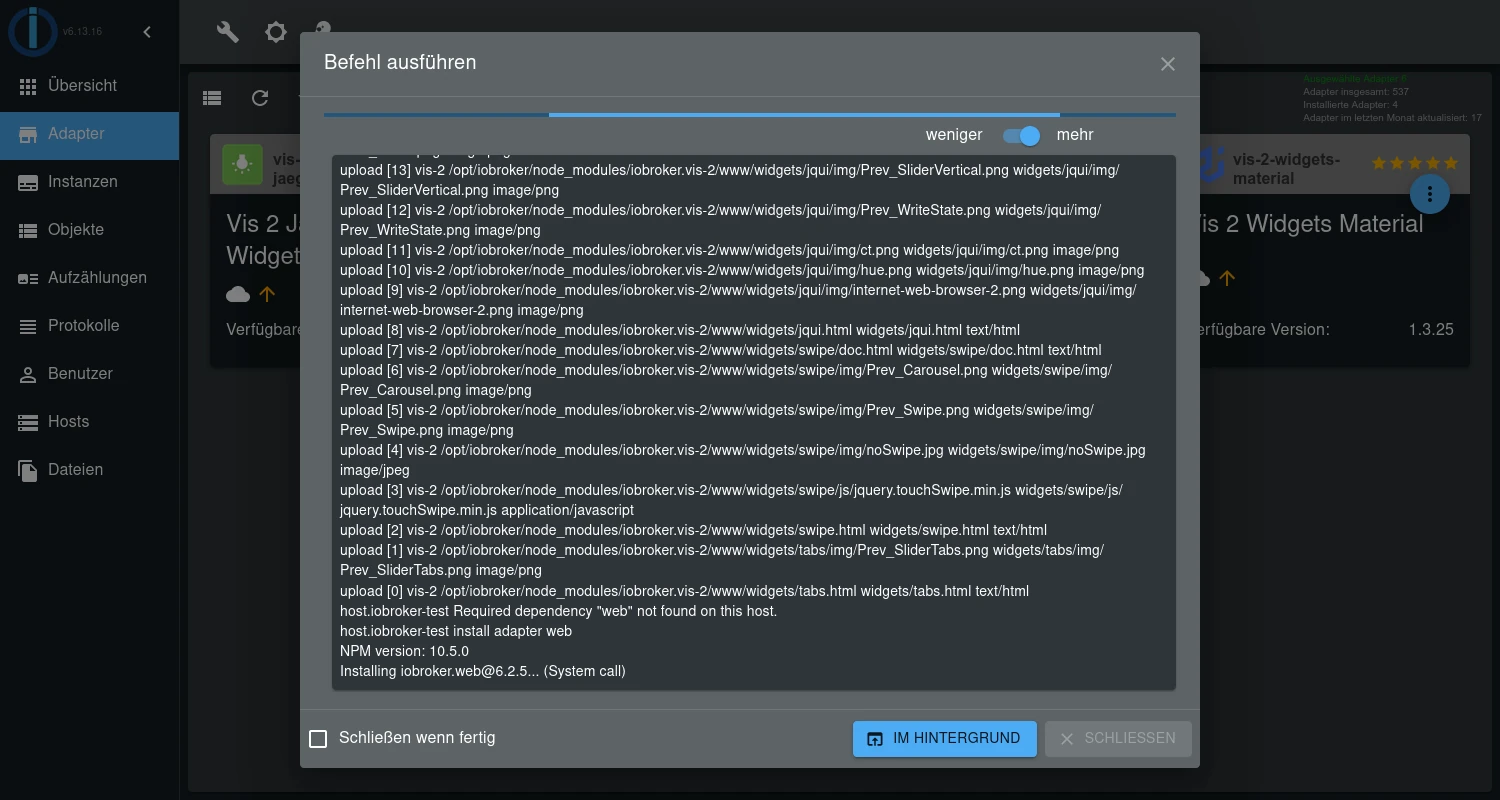 v6.13.16
Übersicht
Adapter
Instanzen
Objekte
Aufzählungen
Protokolle
Benutzer
Hosts
Dateien
Ausgewählte Adapter 6
Adapter insgesamt: 537
Installierte Adapter: 4
Adapter im letzten Monat aktualisiert: 17
vis-
jaeg
Vis 2 Ja
Widget
Verfügbare
vis-2-widgets-
material
is 2 Widgets Material
erfügbare Version:
1.3.25
Befehl ausführen
weniger
mehr
upload [13] vis-2 /opt/iobroker/node_modules/iobroker.vis-2/www/widgets/jqui/img/Prev_SliderVertical.png widgets/jqui/img/
Prev_SliderVertical.png image/png
upload [12] vis-2 /opt/iobroker/node_modules/iobroker.vis-2/www/widgets/jqui/img/Prev_WriteState.png widgets/jqui/img/
Prev_WriteState.png image/png
upload [11] vis-2 /opt/iobroker/node_modules/iobroker.vis-2/www/widgets/jqui/img/ct.png widgets/jqui/img/ct.png image/png
upload [10] vis-2 /opt/iobroker/node_modules/iobroker.vis-2/www/widgets/jqui/img/hue.png widgets/jqui/img/hue.png image/png
upload [9] vis-2 /opt/iobroker/node_modules/iobroker.vis-2/www/widgets/jqui/img/internet-web-browser-2.png widgets/jqui/img/
internet-web-browser-2.png image/png
upload [8] vis-2 /opt/iobroker/node_modules/iobroker.vis-2/www/widgets/jqui.html widgets/jqui.html text/html
upload [7] vis-2 /opt/iobroker/node_modules/iobroker.vis-2/www/widgets/swipe/doc.html widgets/swipe/doc.html text/html
upload [6] vis-2 /opt/iobroker/node_modules/iobroker.vis-2/www/widgets/swipe/img/Prev_Carousel.png widgets/swipe/img/
Prev_Carousel.png image/png
upload [5] vis-2 /opt/iobroker/node_modules/iobroker.vis-2/www/widgets/swipe/img/Prev_Swipe.png widgets/swipe/img/
Prev_Swipe.png image/png
upload [4] vis-2 /opt/iobroker/node_modules/iobroker.vis-2/www/widgets/swipe/img/noSwipe.jpg widgets/swipe/img/noSwipe.jpg
image/jpeg
upload [3] vis-2 /opt/iobroker/node_modules/iobroker.vis-2/www/widgets/swipe/js/jquery.touchSwipe.min.js widgets/swipe/js/
jquery.touchSwipe.min.js application/javascript
upload [2] vis-2 /opt/iobroker/node_modules/iobroker.vis-2/www/widgets/swipe.html widgets/swipe.html text/html
upload [1] vis-2 /opt/iobroker/node_modules/iobroker.vis-2/www/widgets/tabs/img/Prev_SliderTabs.png widgets/tabs/img/
Prev_SliderTabs.png image/png
upload [0] vis-2 /opt/iobroker/node_modules/iobroker.vis-2/www/widgets/tabs.html widgets/tabs.html text/html
host.iobroker-test Required dependency "web" not found on this host.
host.iobroker-test install adapter web
NPM version: 10.5.0
Installing iobroker.web@6.2.5... (System call)
Schließen wenn fertig
IM HINTERGRUND
SCHLIESSEN